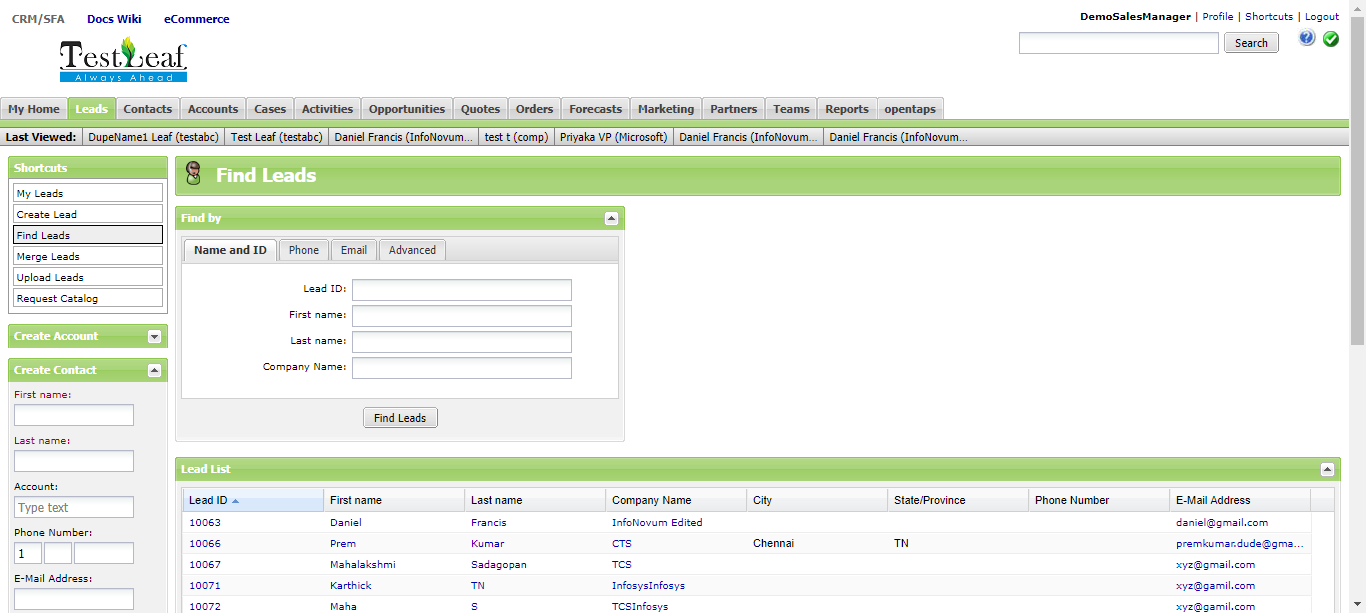 CRM/SFA Docs Wiki eCommerce
DemoSalesManager | Profile | Shortcuts | Logout
Search
TestLeaf
Always Ahead
My Home Leads Contacts Accounts Cases Activities Opportunities Quotes Orders Forecasts Marketing Partners Teams Reports opentaps
Last Viewed: DupeName1 Leaf (testabc) Test Leaf (testabc) Daniel Francis (InfoNovum... test t (comp) Priyaka VP (Microsoft) Daniel Francis (InfoNovum... Daniel Francis (InfoNovum...
Shortcuts
My Leads
Create Lead
Find Leads
Merge Leads
Upload Leads
Request Catalog
Create Account
Create Contact
First name:
Last name:
Account:
Type text
Phone Number:
1
E-Mail Address:
Find Leads
Find by
Name and ID Phone Email Advanced
Lead ID:
First name:
Last name:
Company Name:
Find Leads
Lead List
Lead ID First name Last name Company Name City State/Province Phone Number E-Mail Address
10063 Daniel Francis InfoNovum Edited daniel@gmail.com
10066 Prem Kumar CTS Chennai TN premkumar.dude@gma...
10067 Mahalakshmi Sadagopan TCS xyz@gmail.com
10071 Karthick TN InfosysInfosys xyz@gamil.com
10072 Maha S TCSInfosys xyz@gamil.com